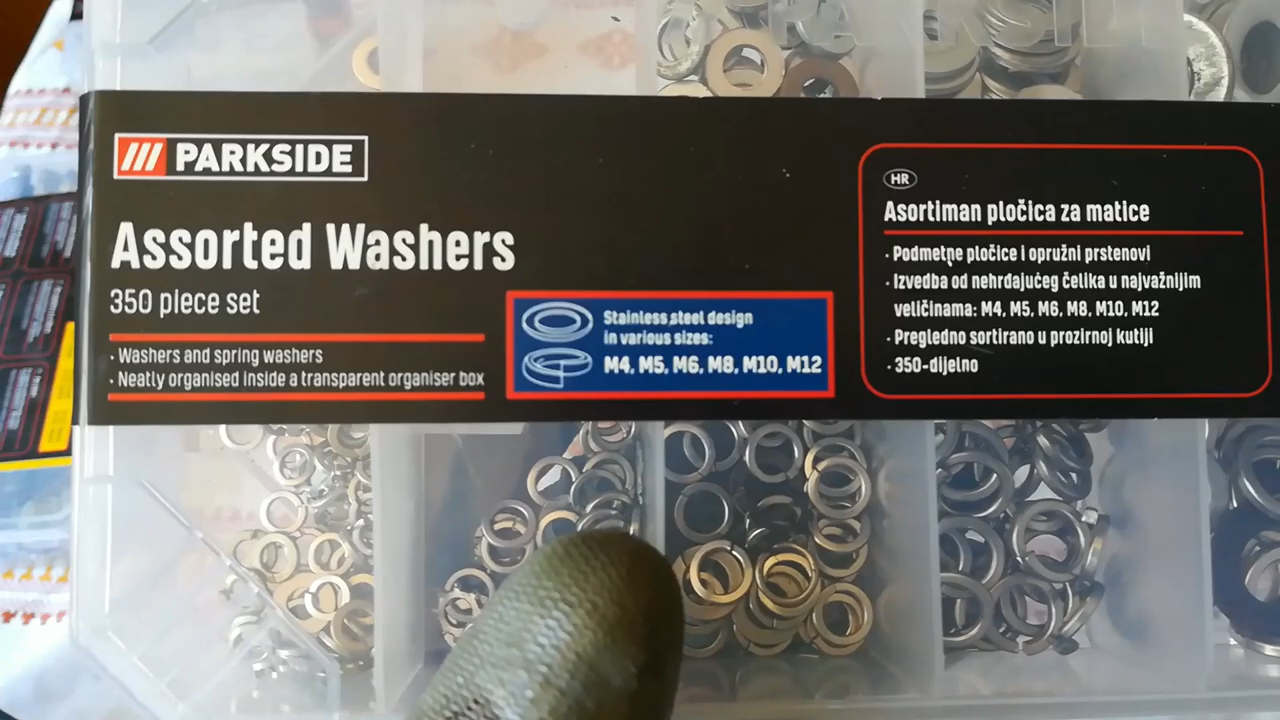 PARKSIDE
Assorted Washers
350 piece set
· Washers and spring washers
· Neatly organised inside a transparent organiser box
Stainless steel design
in various sizes:
M4, M5, M6, M8, M10, M12
HR
Asortiman pločica za matice
· Podmetne pločice i opružni prstenovi
· Izvedba od nehrđajućeg čelika u najvažnijim
veličinama: M4, M5, M6, M8, M10, M12
· Pregledno sortirano u prozirnoj kutiji
· 350-dijelno